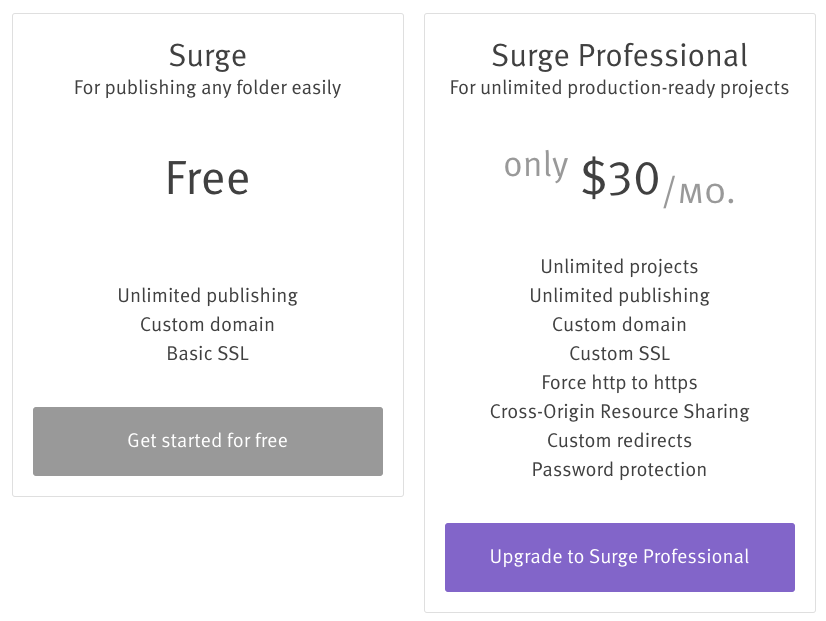 Surge
For publishing any folder easily
Free
Unlimited publishing
Custom domain
Basic SSL
Get started for free
Surge Professional
For unlimited production-ready projects
only $30/MO.
Unlimited projects
Unlimited publishing
Custom domain
Custom SSL
Force http to https
Cross-Origin Resource Sharing
Custom redirects
Password protection
Upgrade to Surge Professional